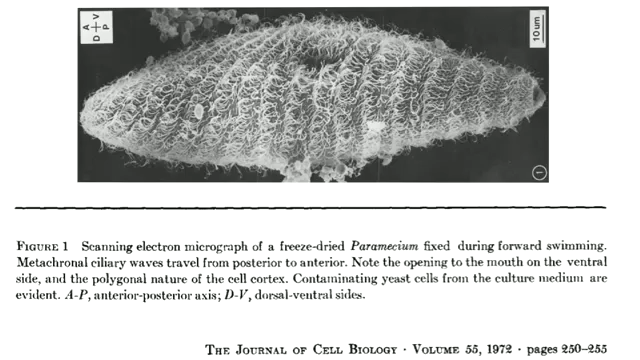 A V
D P
10 um
1
FIGURE 1 Scanning electron micrograph of a freeze-dried Paramecium fixed during forward swimming.
Metachronal ciliary waves travel from posterior to anterior. Note the opening to the mouth on the ventral
side, and the polygonal nature of the cell cortex. Contaminating yeast cells from the culture medium are
evident. A-P, anterior-posterior axis; D-V, dorsal-ventral sides.
THE JOURNAL OF CELL BIOLOGY · VOLUME 55, 1972 · pages 250–255